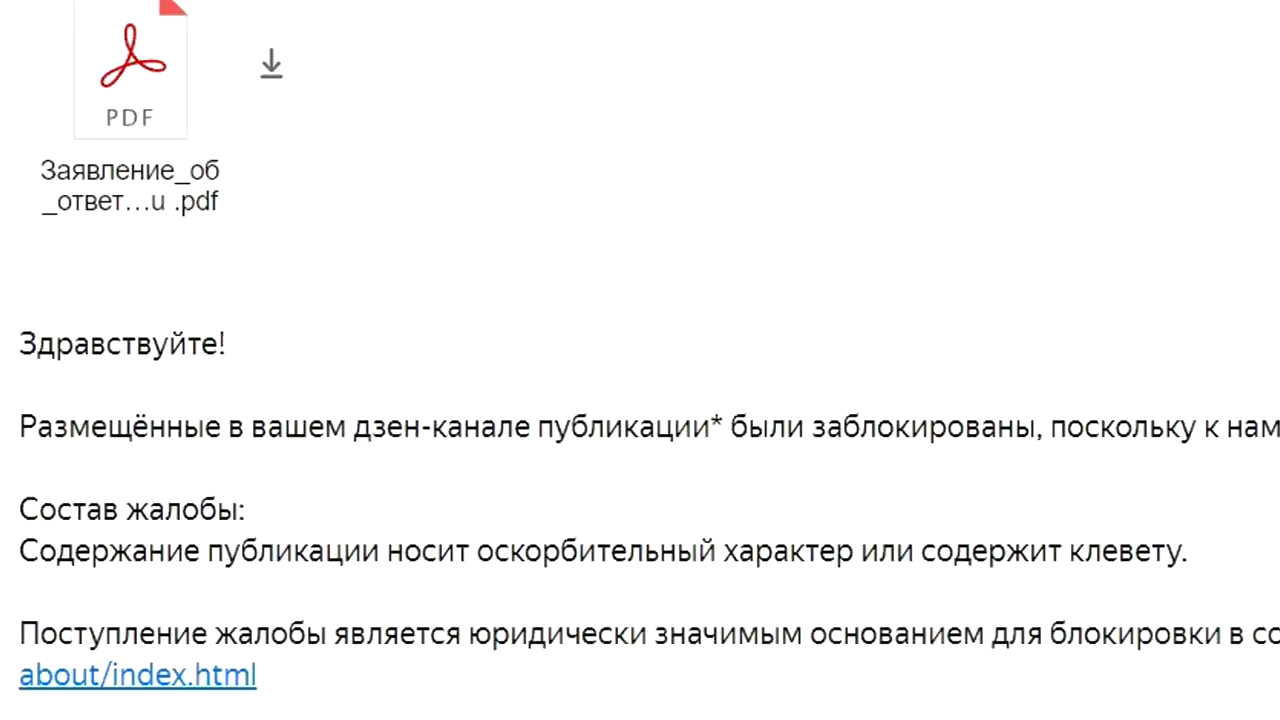 PDF
Заявление_об
_ответ…u .pdf
Здравствуйте!
Размещённые в вашем дзен-канале публикации* были заблокированы, поскольку к нам
Состав жалобы:
Содержание публикации носит оскорбительный характер или содержит клевету.
Поступление жалобы является юридически значимым основанием для блокировки в со
about/index.html